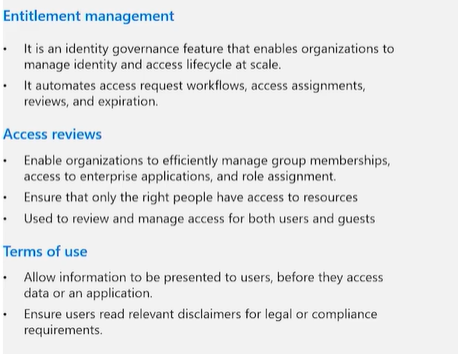 Entitlement management
• It is an identity governance feature that enables organizations to
manage identity and access lifecycle at scale.
• It automates access request workflows, access assignments,
reviews, and expiration.
Access reviews
• Enable organizations to efficiently manage group memberships,
access to enterprise applications, and role assignment.
• Ensure that only the right people have access to resources
• Used to review and manage access for both users and guests
Terms of use
• Allow information to be presented to users, before they access
data or an application.
• Ensure users read relevant disclaimers for legal or compliance
requirements.